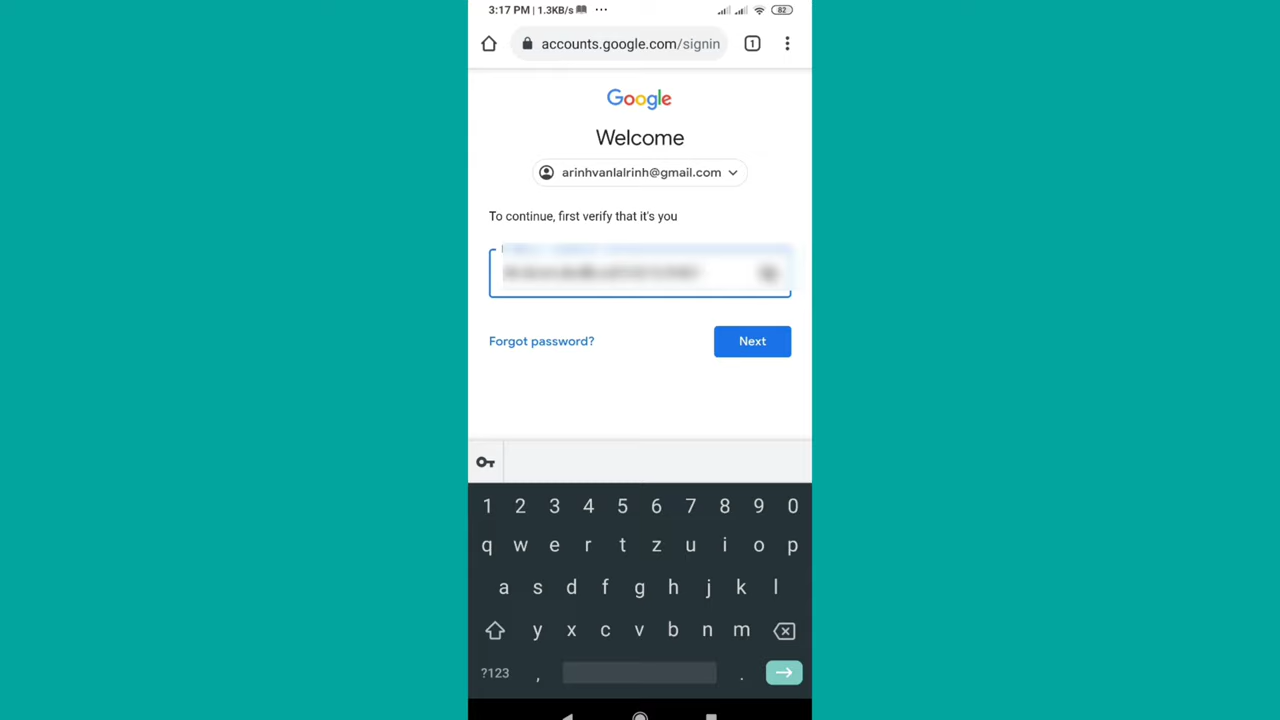 3:17 PM | 1.3KB/s ... 82
accounts.google.com/signin 1
Google
Welcome
arinhvanlalrinh@gmail.com
To continue, first verify that it's you
Forgot password? Next
1 2 3 4 5 6 7 8 9 0
q w e r t z u i o p
a s d f g h j k l
y x c v b n m
?123 , .